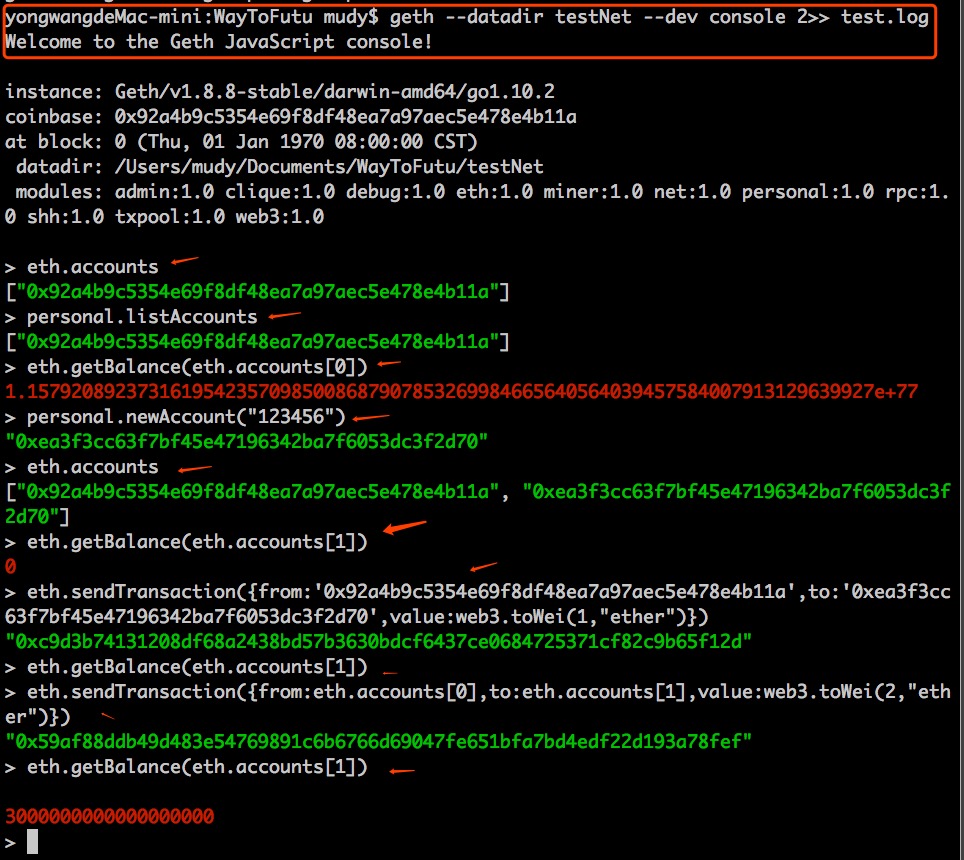 yongwangdeMac-mini:WayToFutu mudy$ geth --datadir testNet --dev console 2>> test.log
Welcome to the Geth JavaScript console!
instance: Geth/v1.8.8-stable/darwin-amd64/go1.10.2
coinbase: 0x92a4b9c5354e69f8df48ea7a97aec5e478e4b11a
at block: 0 (Thu, 01 Jan 1970 08:00:00 CST)
datadir: /Users/mudy/Documents/WayToFutu/testNet
modules: admin:1.0 clique:1.0 debug:1.0 eth:1.0 miner:1.0 net:1.0 personal:1.0 rpc:1.
0 shh:1.0 txpool:1.0 web3:1.0
> eth.accounts
["0x92a4b9c5354e69f8df48ea7a97aec5e478e4b11a"]
> personal.listAccounts
["0x92a4b9c5354e69f8df48ea7a97aec5e478e4b11a"]
> eth.getBalance(eth.accounts[0])
1.15792089237316195423570985008687907853269984665640564039457584007913129639927e+77
> personal.newAccount("123456")
"0xea3f3cc63f7bf45e47196342ba7f6053dc3f2d70"
> eth.accounts
["0x92a4b9c5354e69f8df48ea7a97aec5e478e4b11a", "0xea3f3cc63f7bf45e47196342ba7f6053dc3f
2d70"]
> eth.getBalance(eth.accounts[1])
0
> eth.sendTransaction({from:'0x92a4b9c5354e69f8df48ea7a97aec5e478e4b11a',to:'0xea3f3cc
63f7bf45e47196342ba7f6053dc3f2d70',value:web3.toWei(1,"ether")})
"0xc9d3b74131208df68a2438bd57b3630bdcf6437ce0684725371cf82c9b65f12d"
> eth.getBalance(eth.accounts[1])
> eth.sendTransaction({from:eth.accounts[0],to:eth.accounts[1],value:web3.toWei(2,"eth
er")})
"0x59af88ddb49d483e54769891c6b6766d69047fe651bfa7bd4edf22d193a78fef"
> eth.getBalance(eth.accounts[1])
3000000000000000000
>